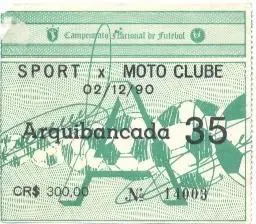 Campeonato Nacional de Futebol
SPORT x MOTO CLUBE
02/12/90
Arquibancada 35
CR$ 300,00 Nº 14003